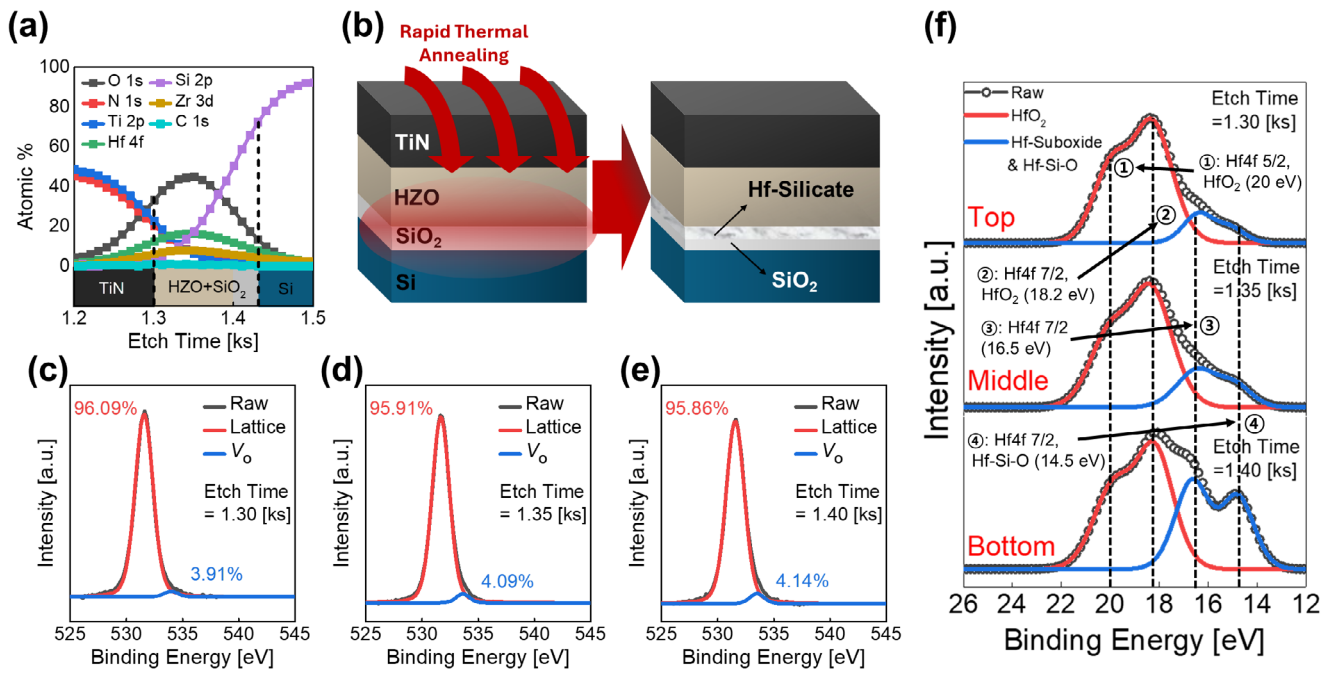 (a)
100
80
60
40
20
0
Atomic %
O 1s
N 1s
Ti 2p
Hf 4f
Si 2p
Zr 3d
C 1s
TiN
HZO+SiO₂
Si
1.2
1.3
1.4
1.5
Etch Time [ks]
(b)
Rapid Thermal
Annealing
TiN
HZO
SiO₂
Si
Hf-Silicate
SiO₂
(c)
96.09%
Raw
Lattice
Vₒ
Etch Time
= 1.30 [ks]
3.91%
Intensity [a.u.]
525
530
535
540
545
Binding Energy [eV]
(d)
95.91%
Raw
Lattice
Vₒ
Etch Time
= 1.35 [ks]
4.09%
Intensity [a.u.]
525
530
535
540
545
Binding Energy [eV]
(e)
95.86%
Raw
Lattice
Vₒ
Etch Time
= 1.40 [ks]
4.14%
Intensity [a.u.]
525
530
535
540
545
Binding Energy [eV]
(f)
Raw
HfO₂
Hf-Suboxide
& Hf-Si-O
Etch Time
=1.30 [ks]
①
①: Hf4f 5/2,
HfO₂ (20 eV)
Top
②
②: Hf4f 7/2,
HfO₂ (18.2 eV)
Etch Time
=1.35 [ks]
③: Hf4f 7/2
(16.5 eV)
③
Middle
④
④: Hf4f 7/2,
Hf-Si-O (14.5 eV)
Etch Time
=1.40 [ks]
Bottom
Intensity [a.u.]
26
24
22
20
18
16
14
12
Binding Energy [eV]